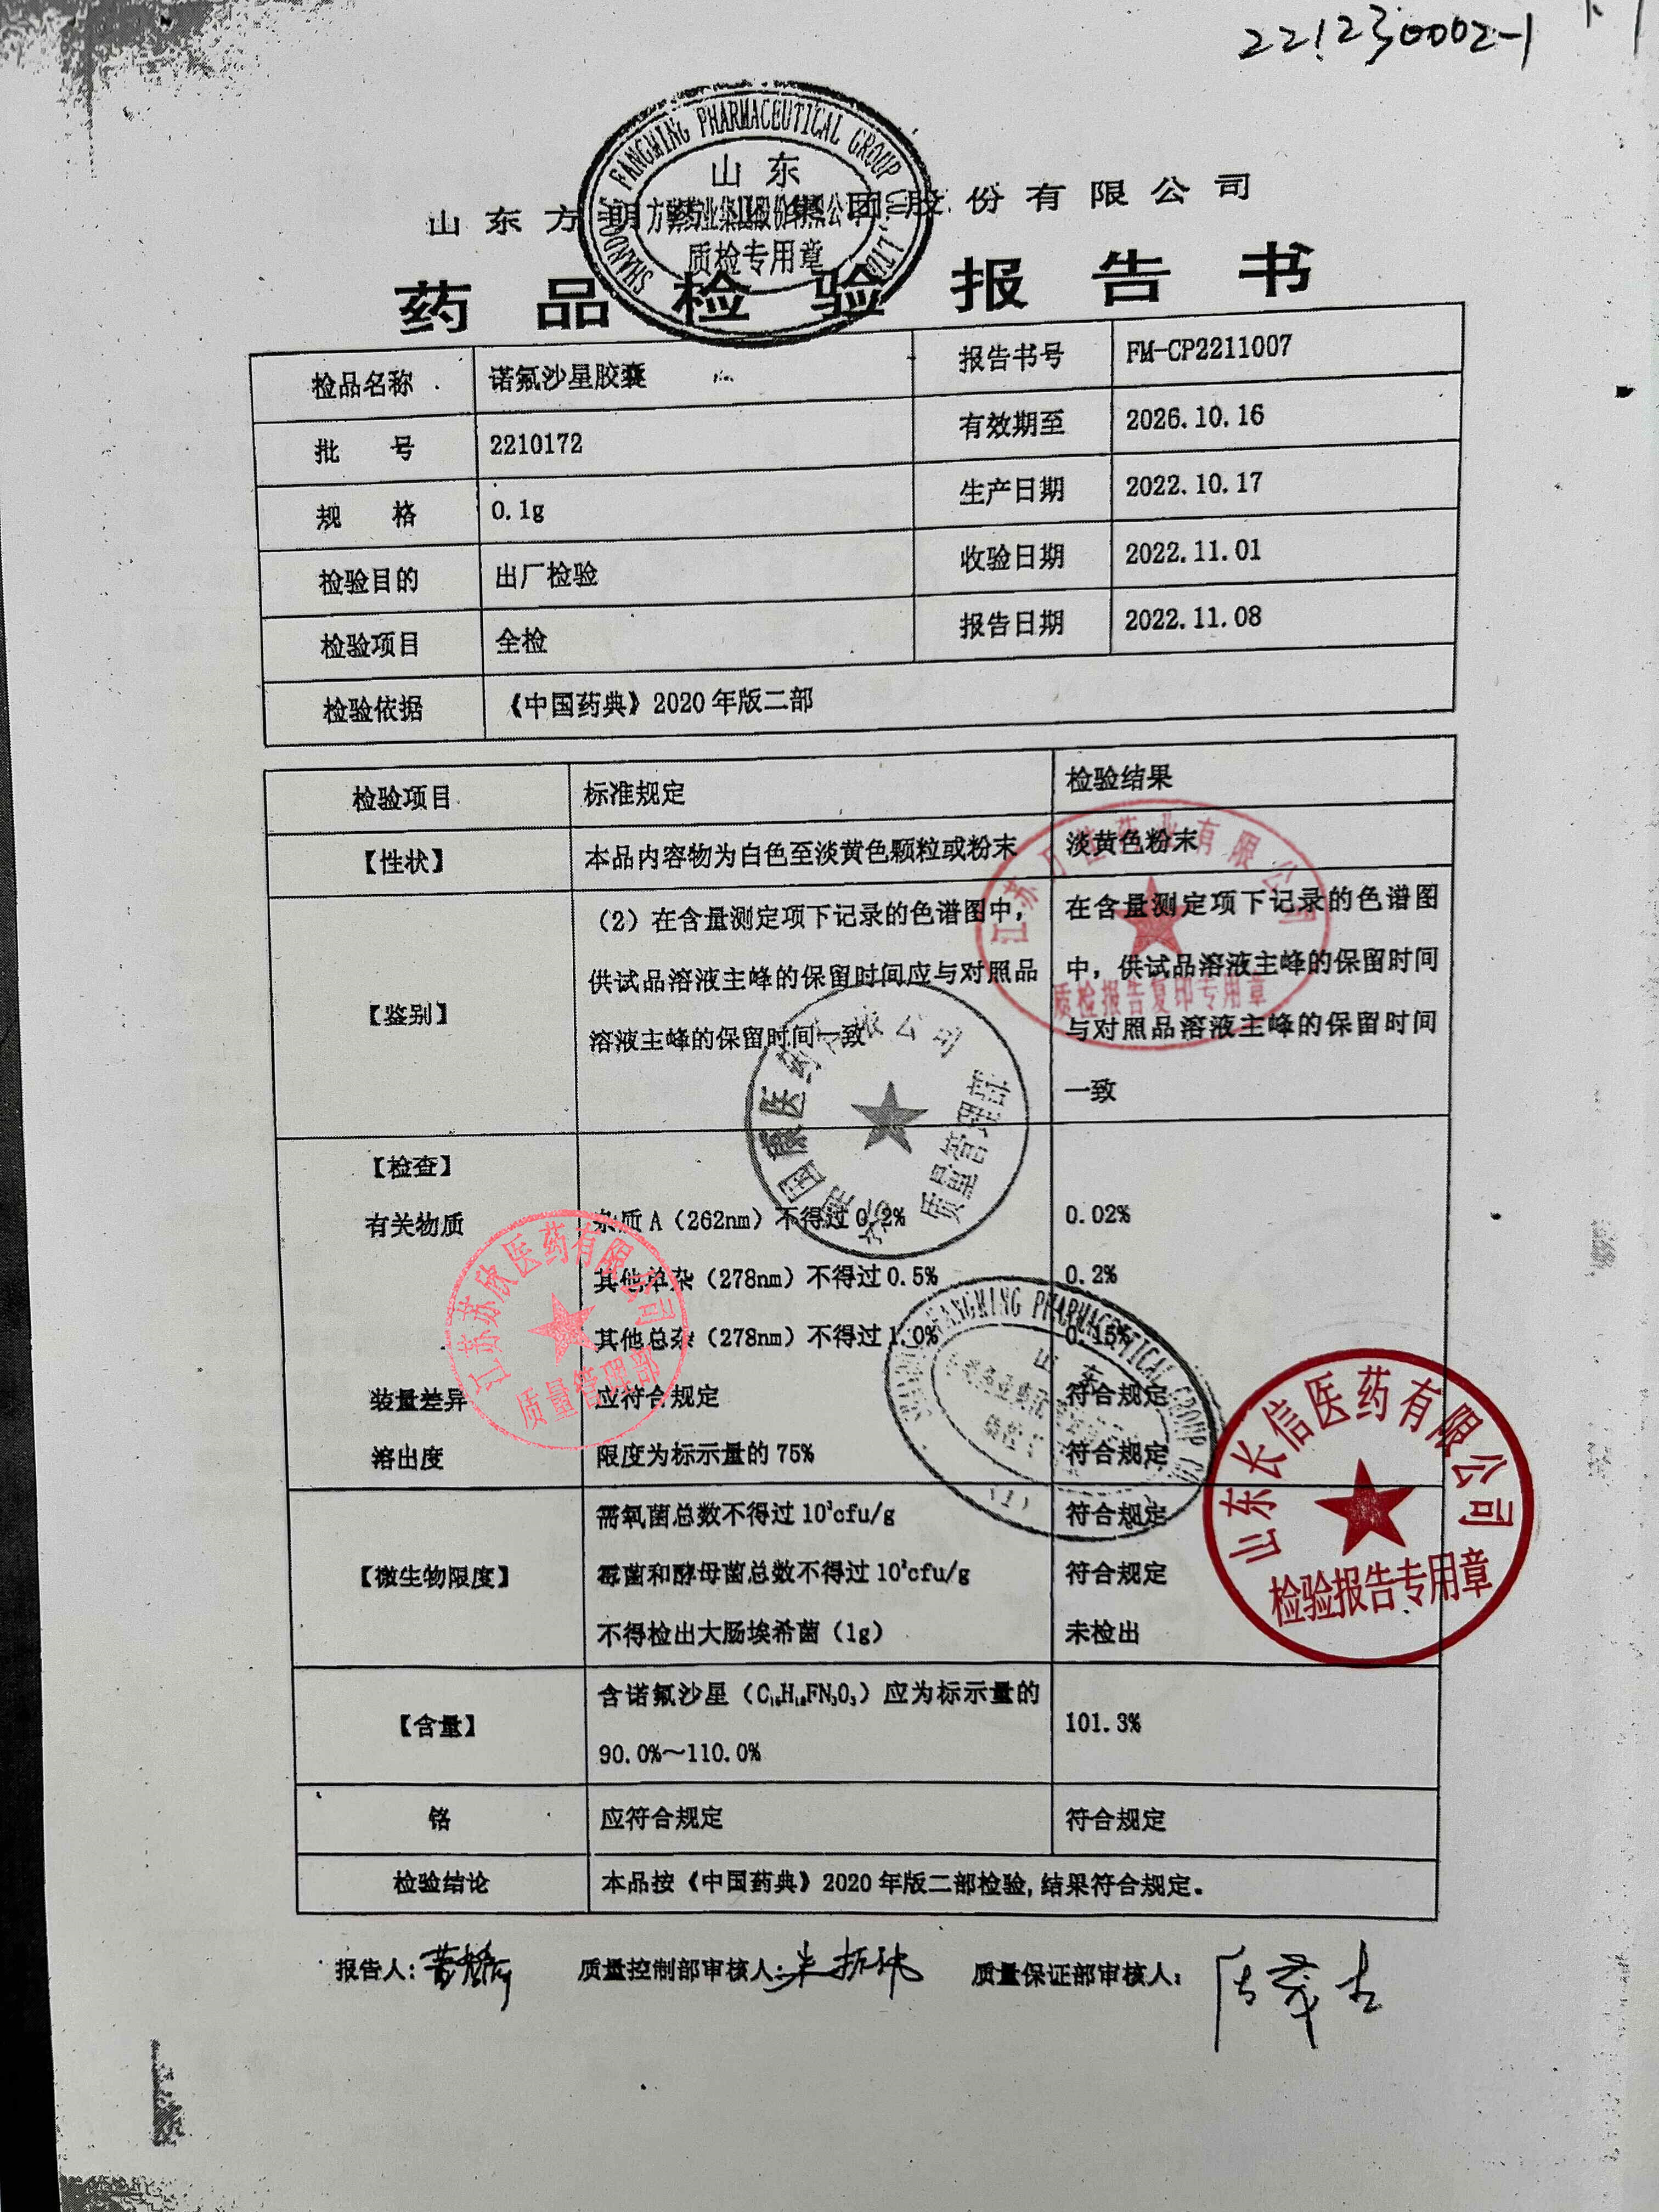 221230002-1
SHANDONG FANGMING PHARMACEUTICAL GROUP CO.,LTD.
山东
质检专用章
山东方明药业集团股份有限公司
药品检验报告书
检品名称 诺氟沙星胶囊 报告书号 FM-CP2211007
批 号 2210172 有效期至 2026.10.16
规 格 0.1g 生产日期 2022.10.17
检验目的 出厂检验 收验日期 2022.11.01
检验项目 全检 报告日期 2022.11.08
检验依据 《中国药典》2020年版二部
检验项目 标准规定 检验结果
【性状】 本品内容物为白色至淡黄色颗粒或粉末 淡黄色粉末
【鉴别】
(2)在含量测定项下记录的色谱图中,
供试品溶液主峰的保留时间应与对照品
溶液主峰的保留时间一致
在含量测定项下记录的色谱图
中,供试品溶液主峰的保留时间
与对照品溶液主峰的保留时间
一致
质检报告复印专用章
质量管理部
【检查】
有关物质 杂质A(262nm)不得过0.2% 0.02%
其他单杂(278nm)不得过0.5% 0.2%
其他总杂(278nm)不得过1.0% 0.15%
装量差异 应符合规定 符合规定
溶出度 限度为标示量的75% 符合规定
江苏苏欣医药有限公司
质量管理部
FANGMING PHARMACEUTICAL GROUP
山东
(1)
山东长信医药有限公司
检验报告专用章
【微生物限度】
需氧菌总数不得过10³cfu/g 符合规定
霉菌和酵母菌总数不得过10²cfu/g 符合规定
不得检出大肠埃希菌(1g) 未检出
【含量】
含诺氟沙星(C₁₆H₁₈FN₃O₃)应为标示量的
90.0%~110.0%
101.3%
铬 应符合规定 符合规定
检验结论 本品按《中国药典》2020年版二部检验,结果符合规定。
报告人: 质量控制部审核人: 质量保证部审核人: